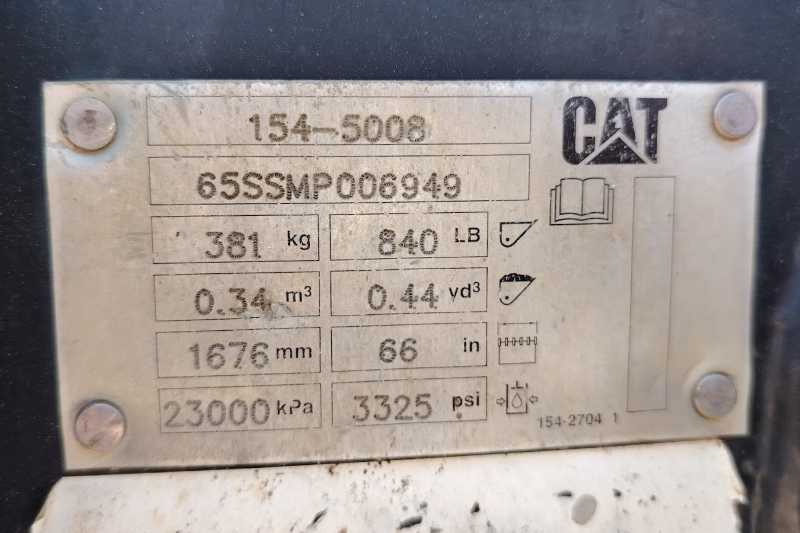 154-5008
CAT
65SSMP006949
381 kg 840 LB
0.34 m³ 0.44 yd³
1676 mm 66 in
23000 kPa 3325 psi
154-2704 1